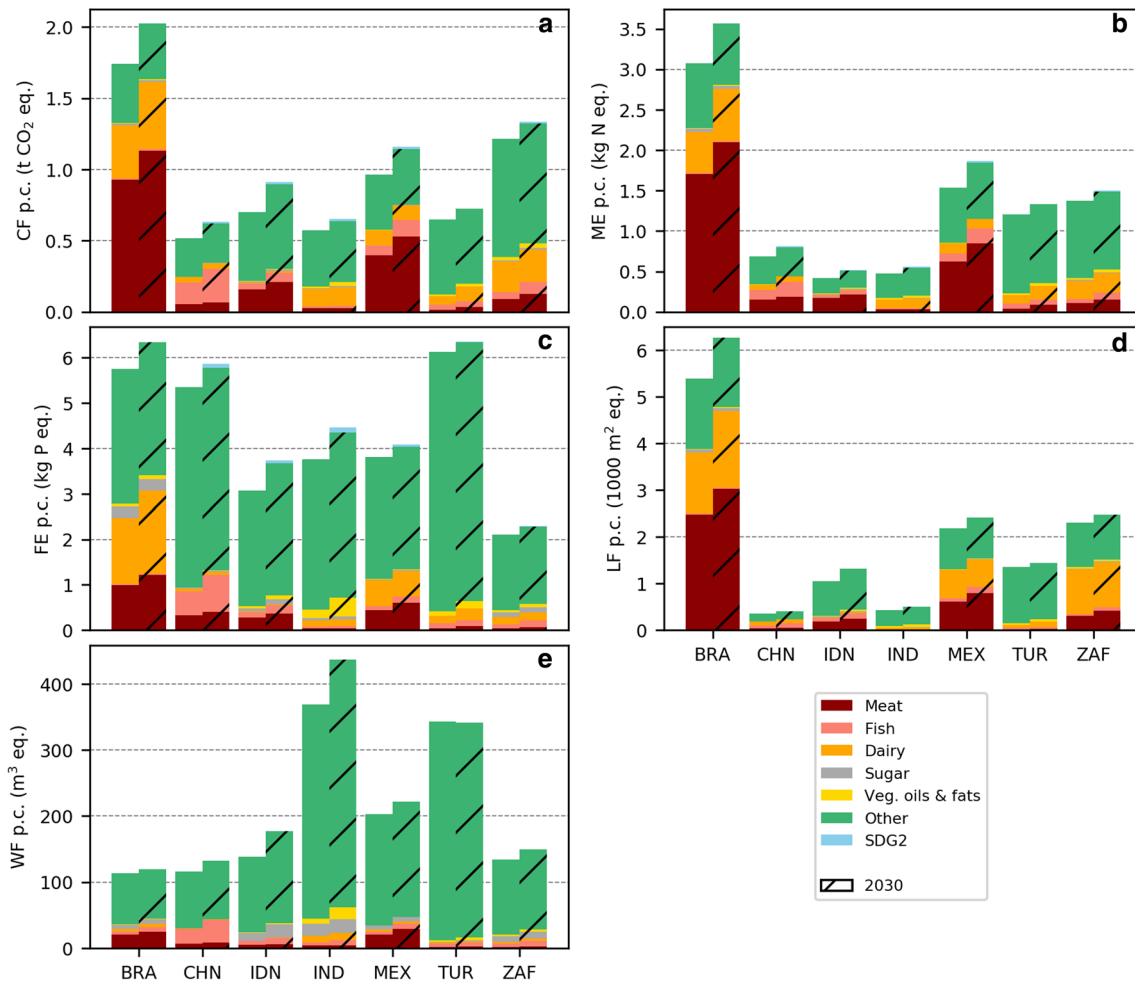 a
CF p.c. (t CO₂ eq.)
2.0
1.5
1.0
0.5
0.0
b
ME p.c. (kg N eq.)
3.5
3.0
2.5
2.0
1.5
1.0
0.5
0.0
c
FE p.c. (kg P eq.)
6
5
4
3
2
1
0
d
LF p.c. (1000 m² eq.)
6
5
4
3
2
1
0
BRA CHN IDN IND MEX TUR ZAF
e
WF p.c. (m³ eq.)
400
300
200
100
0
BRA CHN IDN IND MEX TUR ZAF
Meat
Fish
Dairy
Sugar
Veg. oils & fats
Other
SDG2
2030